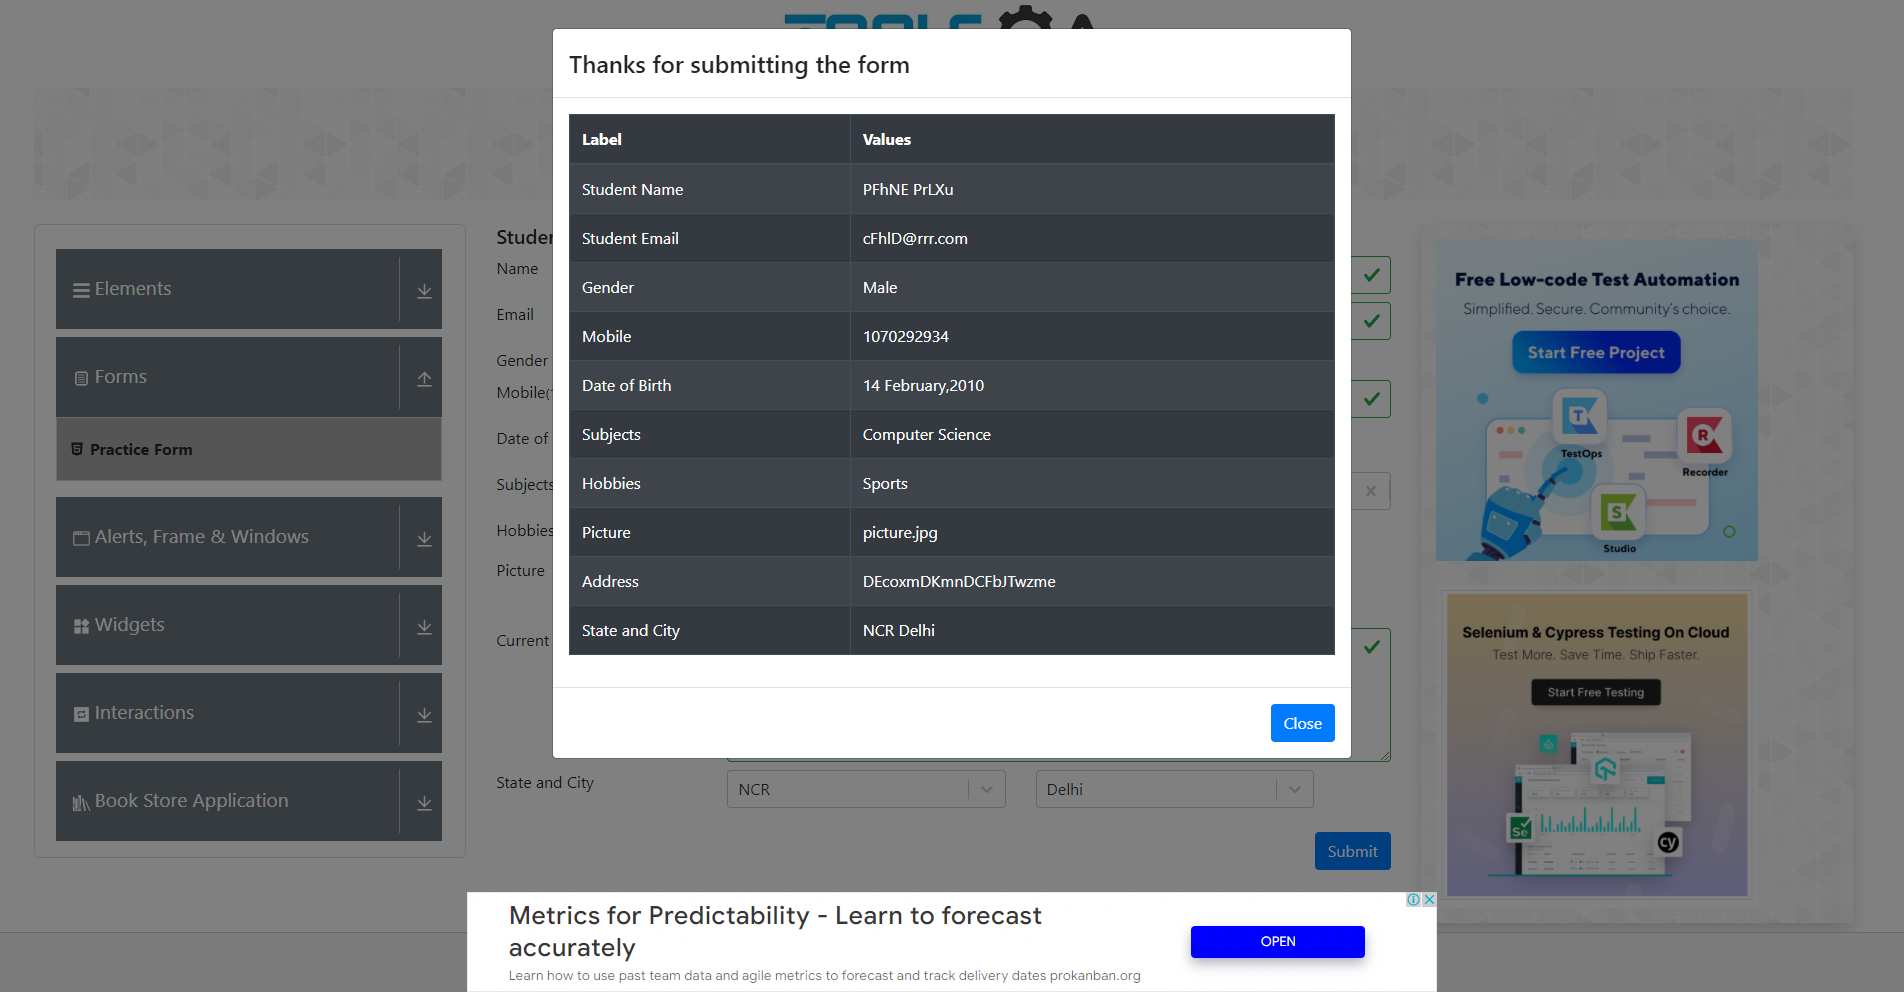 Thanks for submitting the form
Label Values
Student Name PFhNE PrLXu
Student Email cFhlD@rrr.com
Gender Male
Mobile 1070292934
Date of Birth 14 February,2010
Subjects Computer Science
Hobbies Sports
Picture picture.jpg
Address DEcoxmDKmnDCFbJTwzme
State and City NCR Delhi
Close
Elements
Forms
Practice Form
Alerts, Frame & Windows
Widgets
Interactions
Book Store Application
Name
Email
Gender
Date of
Subjects
Hobbies
Picture
Current
State and City NCR Delhi
Submit
Free Low-code Test Automation
Simplified. Secure. Community's choice.
Start Free Project
TestOps
Recorder
Studio
Selenium & Cypress Testing On Cloud
Test More. Save Time. Ship Faster.
Start Free Testing
Se
cy
Metrics for Predictability - Learn to forecast
accurately
Learn how to use past team data and agile metrics to forecast and track delivery dates prokanban.org
OPEN